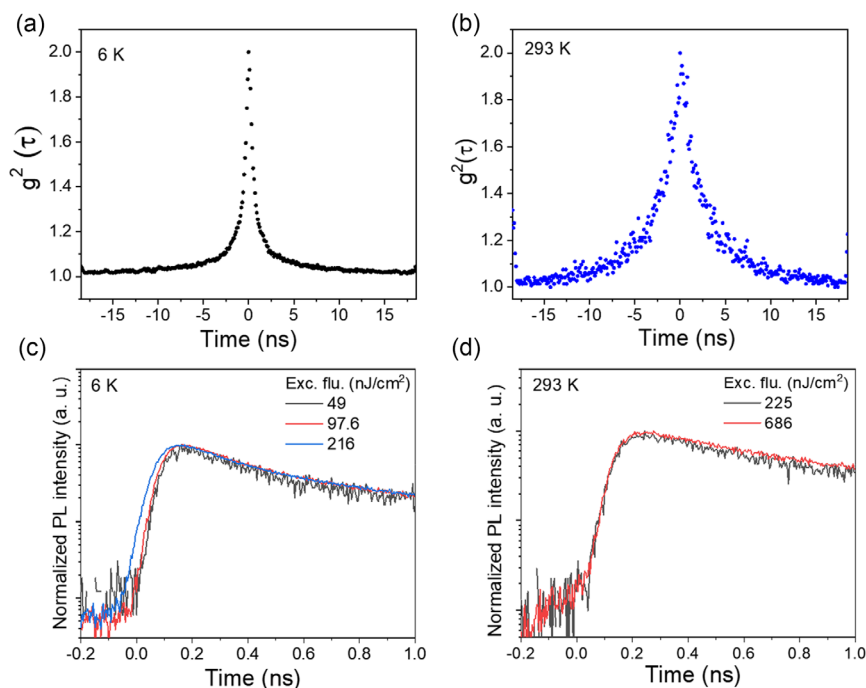 (a)
6 K
2.0
1.8
1.6
1.4
1.2
1.0
g² (τ)
-15 -10 -5 0 5 10 15
Time (ns)
(b)
293 K
2.0
1.8
1.6
1.4
1.2
1.0
g²(τ)
-15 -10 -5 0 5 10 15
Time (ns)
(c)
6 K
Exc. flu. (nJ/cm²)
49
97.6
216
Normalized PL intensity (a. u.)
-0.2 0.0 0.2 0.4 0.6 0.8 1.0
Time (ns)
(d)
293 K
Exc. flu. (nJ/cm²)
225
686
Normalized PL intensity (a. u.)
-0.2 0.0 0.2 0.4 0.6 0.8 1.0
Time (ns)